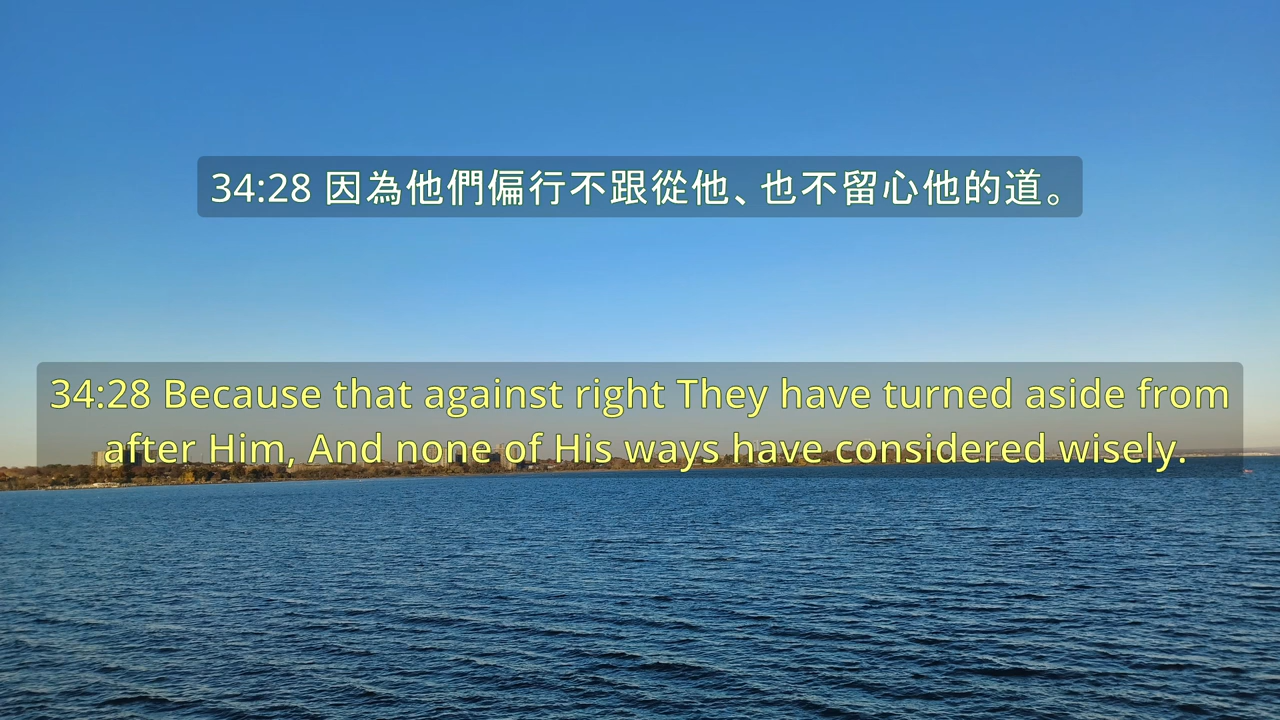 34:28 因為他們偏行不跟從他、也不留心他的道。
34:28 Because that against right They have turned aside from
after Him, And none of His ways have considered wisely.